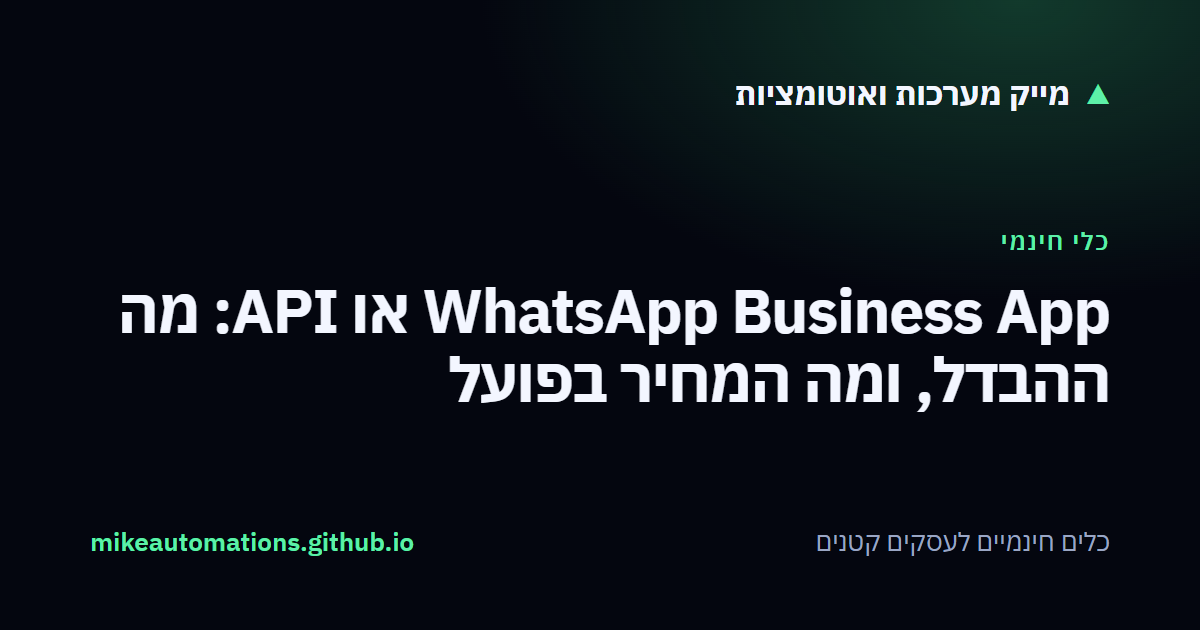 מייק מערכות ואוטומציות
כלי חינמי
WhatsApp Business App או API: מה
ההבדל, ומה המחיר בפועל
כלים חינמיים לעסקים קטנים
mikeautomations.github.io